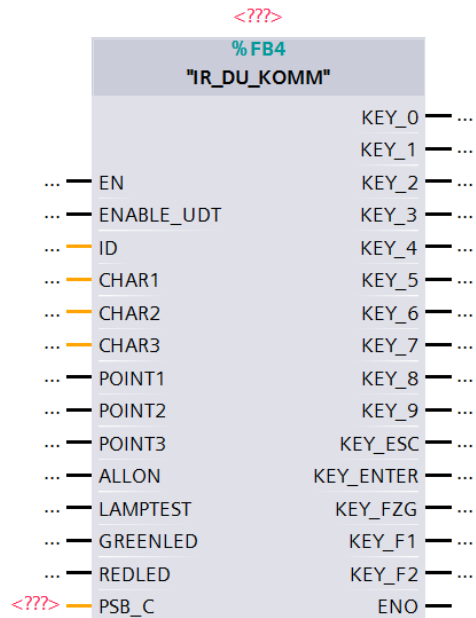 <???>
%FB4
"IR_DU_KOMM"
KEY_0 ...
KEY_1 ...
... EN KEY_2 ...
... ENABLE_UDT KEY_3 ...
... ID KEY_4 ...
... CHAR1 KEY_5 ...
... CHAR2 KEY_6 ...
... CHAR3 KEY_7 ...
... POINT1 KEY_8 ...
... POINT2 KEY_9 ...
... POINT3 KEY_ESC ...
... ALLON KEY_ENTER ...
... LAMPTEST KEY_FZG ...
... GREENLED KEY_F1 ...
... REDLED KEY_F2 ...
<???> PSB_C ENO